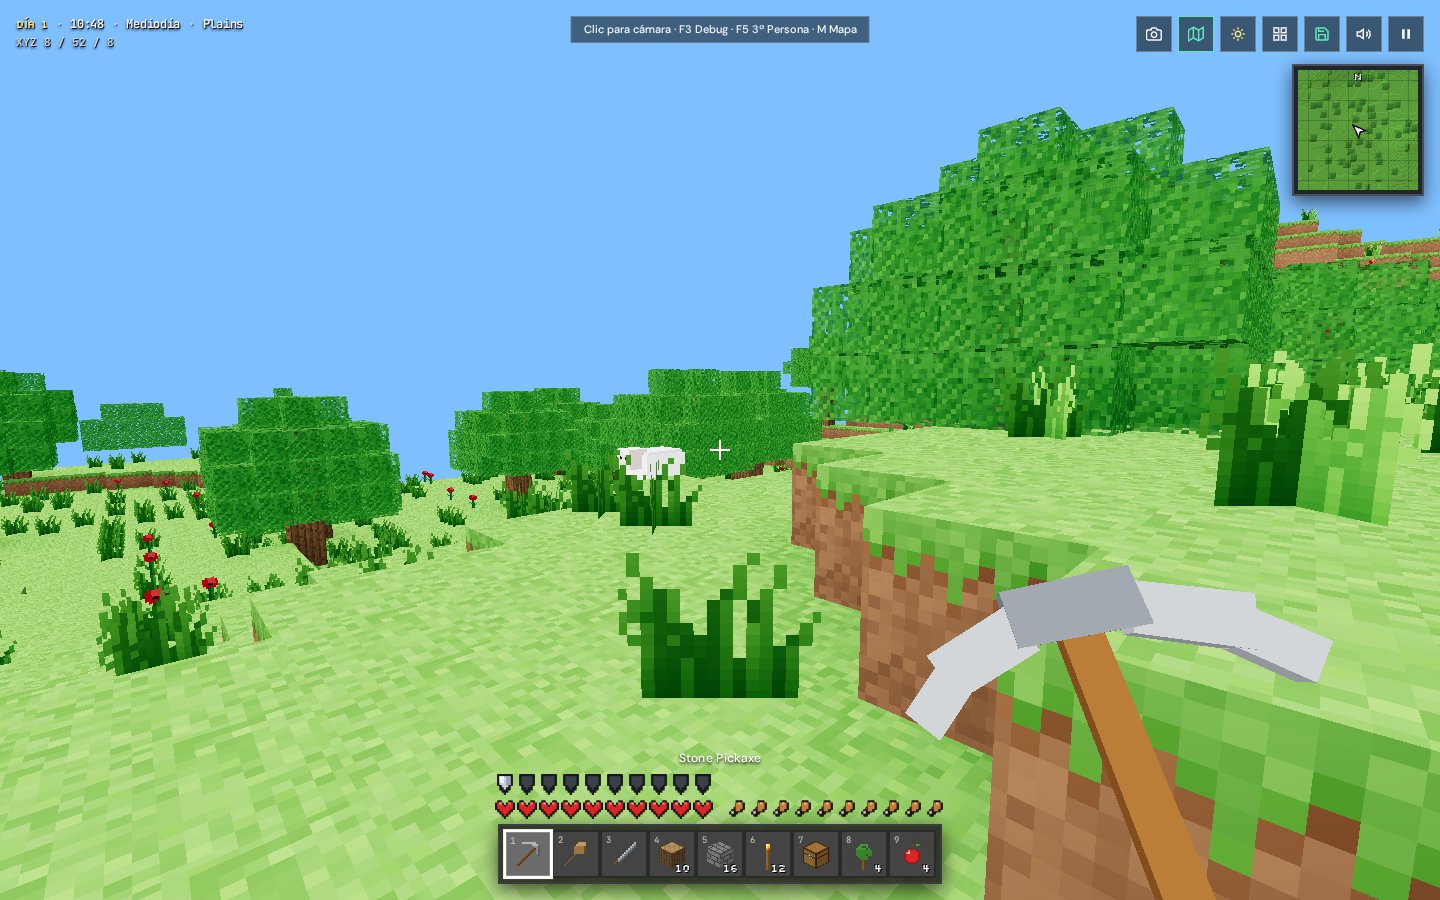 DÍA 1 · 10:48 · Mediodía · Plains
XYZ 8 / 52 / 8
Clic para cámara · F3 Debug · F5 3ª Persona · M Mapa
N
Stone Pickaxe
1 2 3 4 5 6 7 8 9
10 16 12 4 4